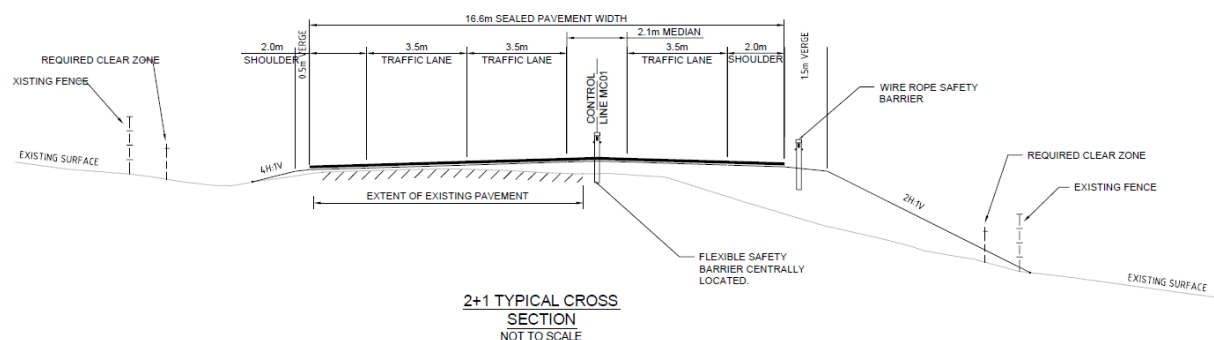 16.6m SEALED PAVEMENT WIDTH
2.1m MEDIAN
2.0m
SHOULDER
3.5m
TRAFFIC LANE
3.5m
TRAFFIC LANE
3.5m
TRAFFIC LANE
2.0m
SHOULDER
0.5m VERGE
1.5m VERGE
REQUIRED CLEAR ZONE
XISTING FENCE
CONTROL
LINE MC01
WIRE ROPE SAFETY
BARRIER
EXISTING SURFACE
4H:1V
EXTENT OF EXISTING PAVEMENT
2H:1V
REQUIRED CLEAR ZONE
EXISTING FENCE
FLEXIBLE SAFETY
BARRIER CENTRALLY
LOCATED.
EXISTING SURFACE
2+1 TYPICAL CROSS
SECTION
NOT TO SCALE